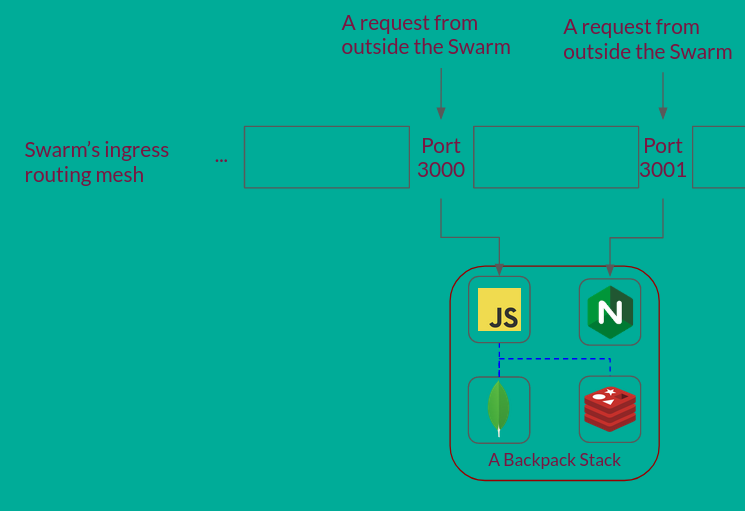 A request from
outside the Swarm
A request from
outside the Swarm
Swarm's ingress
routing mesh
...
Port
3000
Port
3001
JS
N
A Backpack Stack